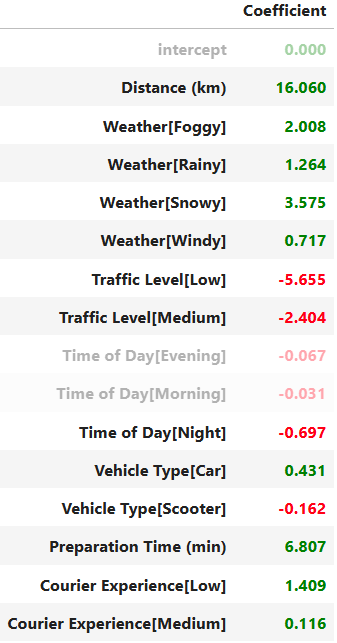 Coefficient
intercept 0.000
Distance (km) 16.060
Weather[Foggy] 2.008
Weather[Rainy] 1.264
Weather[Snowy] 3.575
Weather[Windy] 0.717
Traffic Level[Low] -5.655
Traffic Level[Medium] -2.404
Time of Day[Evening] -0.067
Time of Day[Morning] -0.031
Time of Day[Night] -0.697
Vehicle Type[Car] 0.431
Vehicle Type[Scooter] -0.162
Preparation Time (min) 6.807
Courier Experience[Low] 1.409
Courier Experience[Medium] 0.116